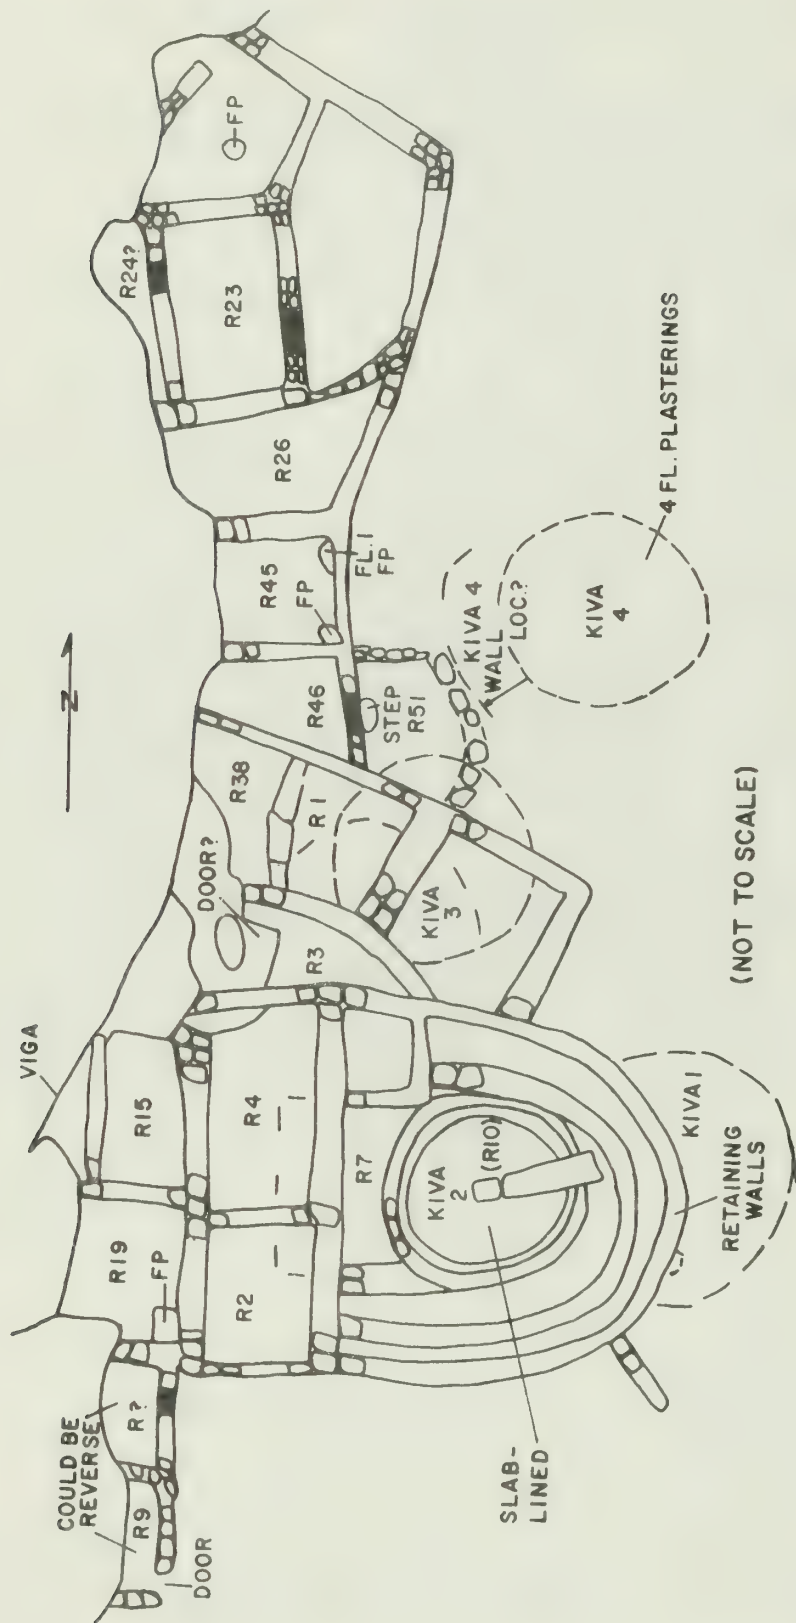 COULD BE
REVERSE
R9
R?
DOOR
R19
FP
VIGA
R15
R2
R4
R7
KIVA
2
(R10)
SLAB-
LINED
RETAINING
WALLS
KIVA 1
R3
DOOR?
R38
R1
KIVA
3
R46
STEP
R51
Z
R45
FP
FL. 1
FP
KIVA 4
WALL
LOC.?
KIVA
4
4 FL. PLASTERINGS
R26
R23
R24?
FP
(NOT TO SCALE)